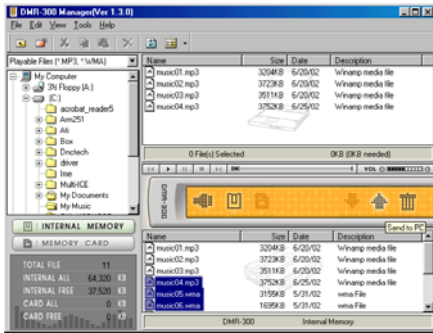 DMR-300 Manager(Ver 1.3.0)
File Edit View Tools Help
Playable Files (*.MP3, *.WMA)
My Computer
3½ Floppy (A:)
(C:)
acrobat_reader5
Arm251
Ati
Box
Dnctech
driver
Ime
Multi-ICE
My Documents
My Music
Name Size Date Description
music01.mp3 3204KB 6/20/02 Winamp media file
music02.mp3 3723KB 6/20/02 Winamp media file
music03.mp3 3511KB 6/20/02 Winamp media file
music04.mp3 3752KB 6/25/02 Winamp media file
0 File(s) Selected 0KB (0KB needed)
VOL
DMR-300
Send to PC
INTERNAL MEMORY
MEMORY CARD
TOTAL FILE 11
INTERNAL ALL 64,320 KB
INTERNAL FREE 37,520 KB
CARD ALL 0 KB
CARD FREE 0 KB
Name Size Date Description
music01.mp3 3204KB 6/20/02 Winamp media file
music02.mp3 3723KB 6/20/02 Winamp media file
music03.mp3 3511KB 6/20/02 Winamp media file
music04.mp3 3752KB 6/25/02 Winamp media file
music05.wma 3155KB 5/31/02 wma File
music06.wma 1695KB 5/31/02 wma File
DMR-300 Internal Memory